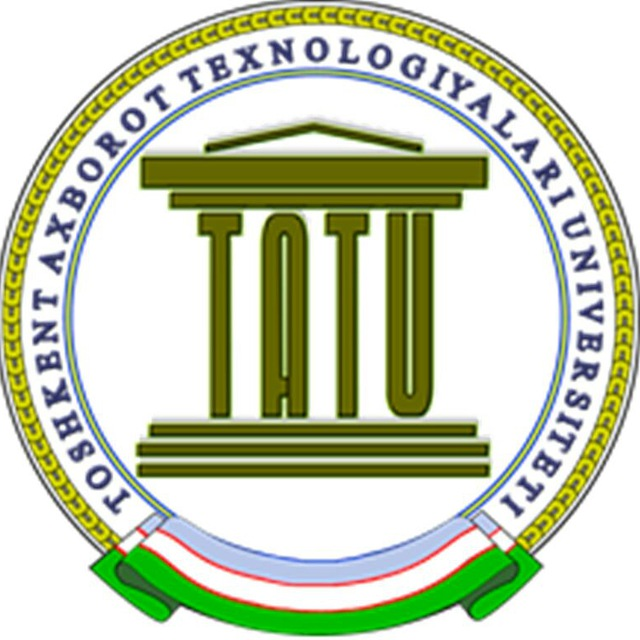 TOSHKENT AXBOROT TEXNOLOGIYALARI UNIVERSITETI
TATU